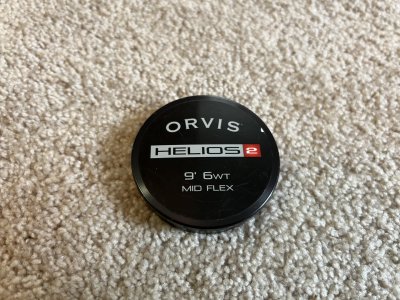 ORVIS
HELIOS 2
9' 6WT
MID FLEX